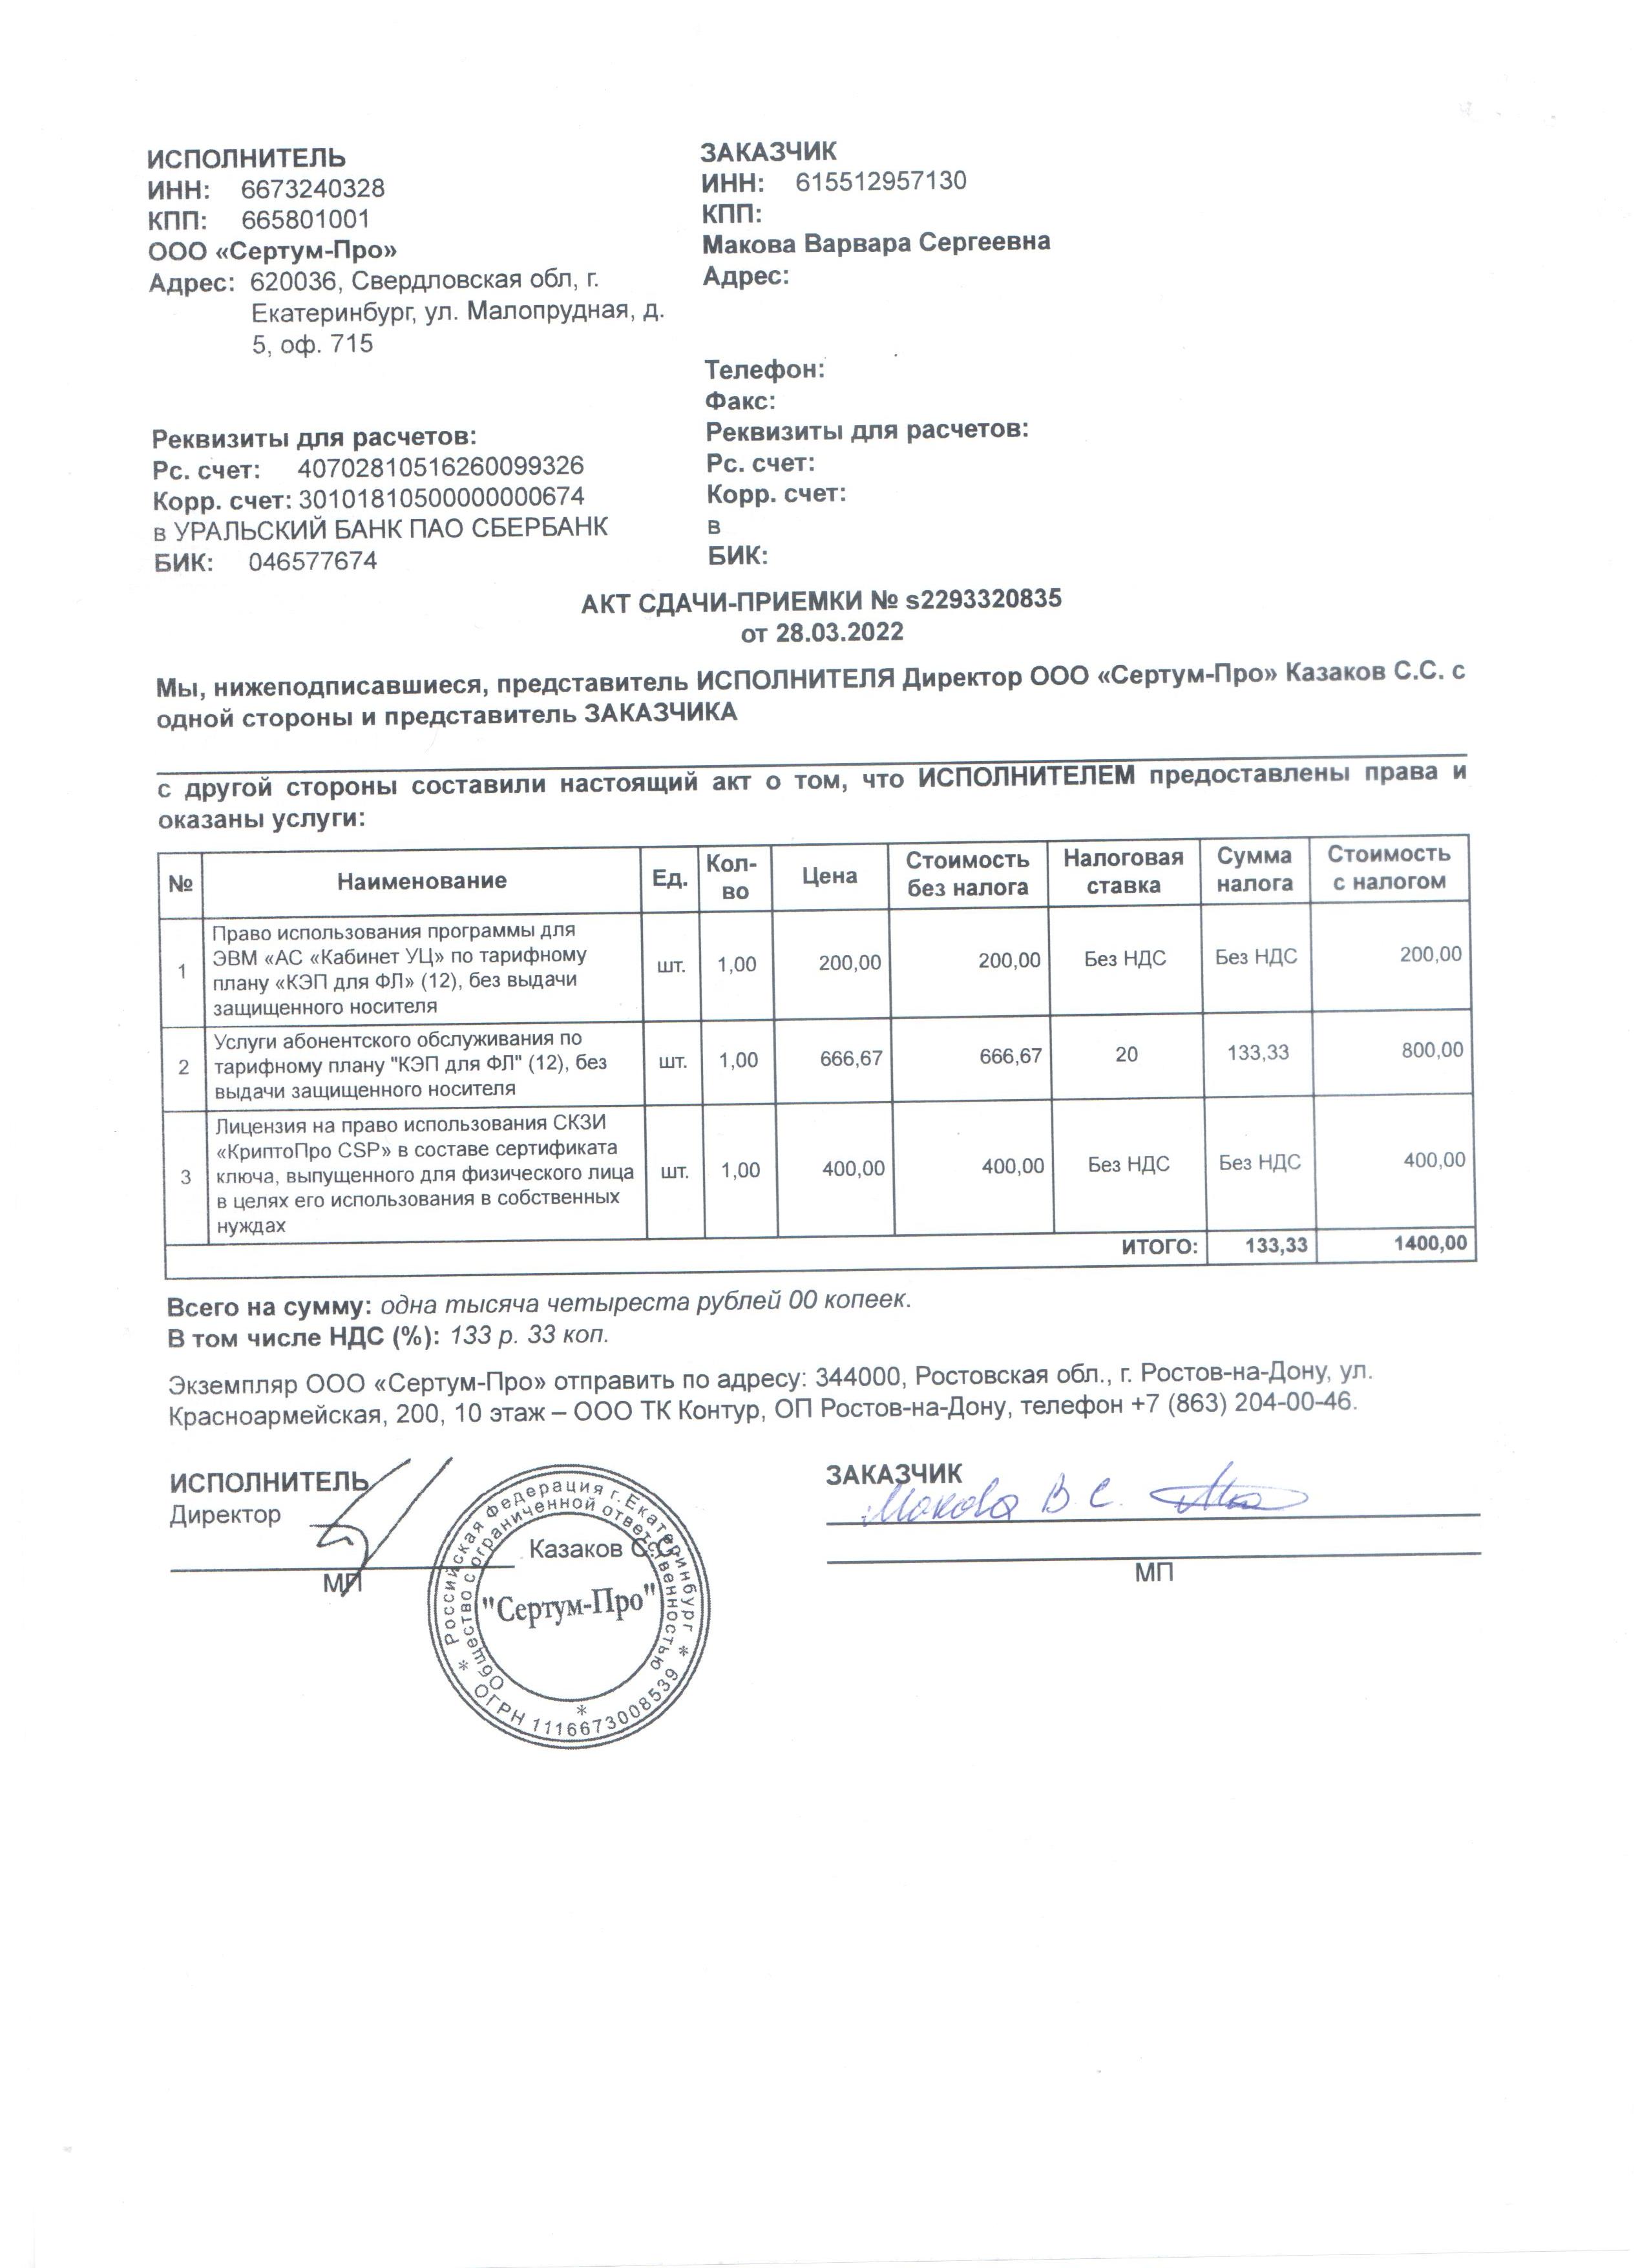 ИСПОЛНИТЕЛЬ
ИНН: 6673240328
КПП: 665801001
ООО «Сертум-Про»
Адрес: 620036, Свердловская обл, г.
Екатеринбург, ул. Малопрудная, д.
5, оф. 715
Реквизиты для расчетов:
Рс. счет: 40702810516260099326
Корр. счет: 30101810500000000674
в УРАЛЬСКИЙ БАНК ПАО СБЕРБАНК
БИК: 046577674
ЗАКАЗЧИК
ИНН: 615512957130
КПП:
Макова Варвара Сергеевна
Адрес:
Телефон:
Факс:
Реквизиты для расчетов:
Рс. счет:
Корр. счет:
в
БИК:
АКТ СДАЧИ-ПРИЕМКИ № s2293320835
от 28.03.2022
Мы, нижеподписавшиеся, представитель ИСПОЛНИТЕЛЯ Директор ООО «Сертум-Про» Казаков С.С. с
одной стороны и представитель ЗАКАЗЧИКА
с другой стороны составили настоящий акт о том, что ИСПОЛНИТЕЛЕМ предоставлены права и
оказаны услуги:
№ Наименование Ед. Кол-во Цена Стоимость без налога Налоговая ставка Сумма налога Стоимость с налогом
1 Право использования программы для
ЭВМ «АС «Кабинет УЦ» по тарифному
плану «КЭП для ФЛ» (12), без выдачи
защищенного носителя
шт. 1,00 200,00 200,00 Без НДС Без НДС 200,00
2 Услуги абонентского обслуживания по
тарифному плану "КЭП для ФЛ" (12), без
выдачи защищенного носителя
шт. 1,00 666,67 666,67 20 133,33 800,00
3 Лицензия на право использования СКЗИ
«КриптоПро CSP» в составе сертификата
ключа, выпущенного для физического лица
в целях его использования в собственных
нуждах
шт. 1,00 400,00 400,00 Без НДС Без НДС 400,00
ИТОГО: 133,33 1400,00
Всего на сумму: одна тысяча четыреста рублей 00 копеек.
В том числе НДС (%): 133 р. 33 коп.
Экземпляр ООО «Сертум-Про» отправить по адресу: 344000, Ростовская обл., г. Ростов-на-Дону, ул.
Красноармейская, 200, 10 этаж – ООО ТК Контур, ОП Ростов-на-Дону, телефон +7 (863) 204-00-46.
ИСПОЛНИТЕЛЬ
Директор
Казаков С.С.
МП
Российская Федерация г.Екатеринбург * ОГРН 1116673008539 *
Общество с ограниченной ответственностью *
"Сертум-Про"
ЗАКАЗЧИК
Макова В С
МП